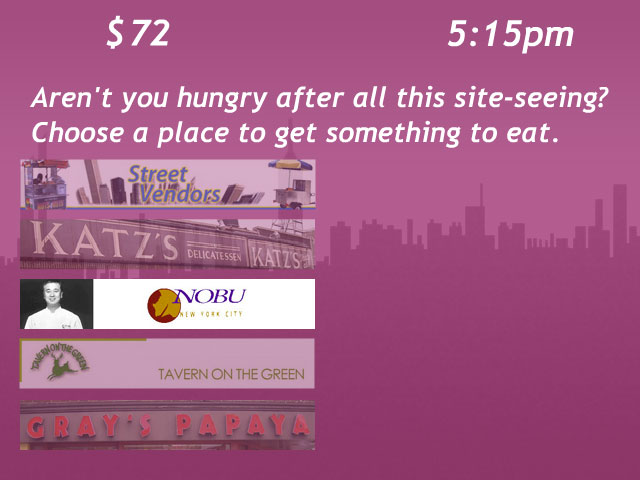 $72
5:15pm
Aren't you hungry after all this site-seeing?
Choose a place to get something to eat.
Street
Vendors
KATZ'S DELICATESSEN KATZ'S
NOBU
NEW YORK CITY
TAVERN ON THE GREEN
TAVERN ON THE GREEN
GRAY'S PAPAYA